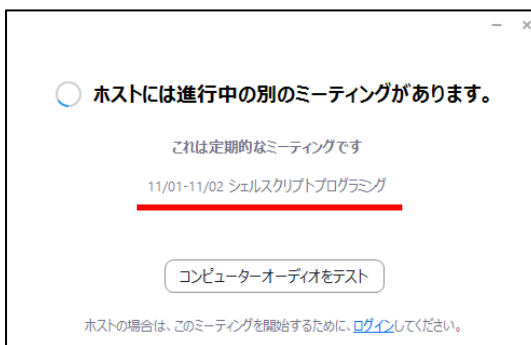 ホストには進行中の別のミーティングがあります。
これは定期的なミーティングです
11/01-11/02 シェルスクリプトプログラミング
コンピューターオーディオをテスト
ホストの場合は、このミーティングを開始するために、ログインしてください。